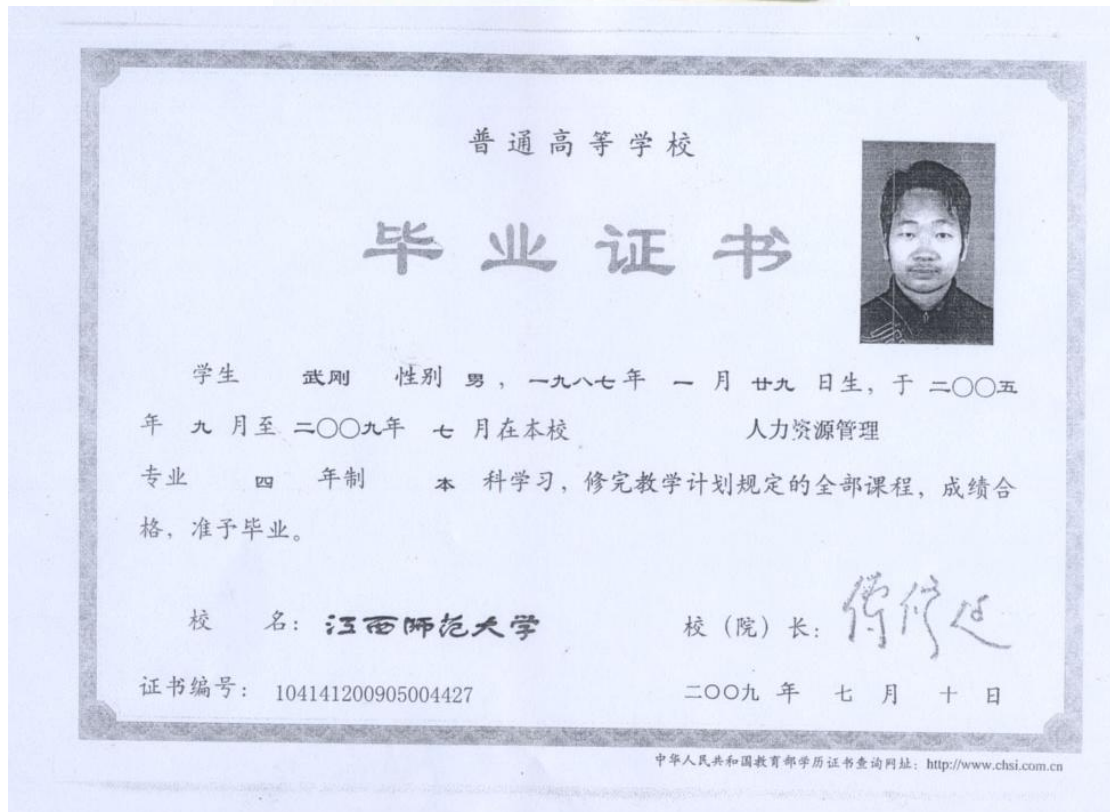 普通高等学校
毕业证书
学生 武刚 性别 男，一九八七年 一 月 廿九 日生，于 二〇〇五
年 九 月至 二〇〇九年 七 月在本校 人力资源管理
专业 四 年制 本 科学习，修完教学计划规定的全部课程，成绩合
格，准予毕业。
校 名：江西师范大学 校（院）长：傅修延
证书编号：104141200905004427 二〇〇九 年 七 月 十 日
中华人民共和国教育部学历证书查询网址：http://www.chsi.com.cn